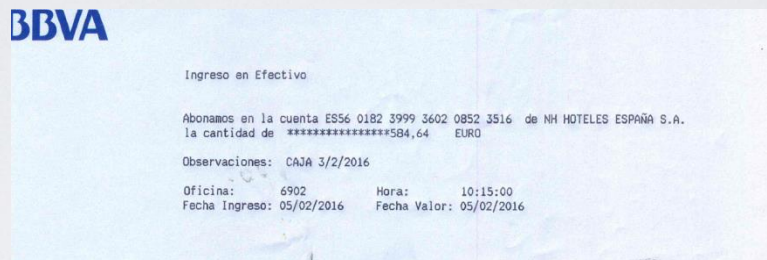 BBVA
Ingreso en Efectivo
Abonamos en la cuenta ES56 0182 3999 3602 0852 3516 de NH HOTELES ESPAÑA S.A.
la cantidad de ****************584,64 EURO
Observaciones: CAJA 3/2/2016
Oficina: 6902 Hora: 10:15:00
Fecha Ingreso: 05/02/2016 Fecha Valor: 05/02/2016